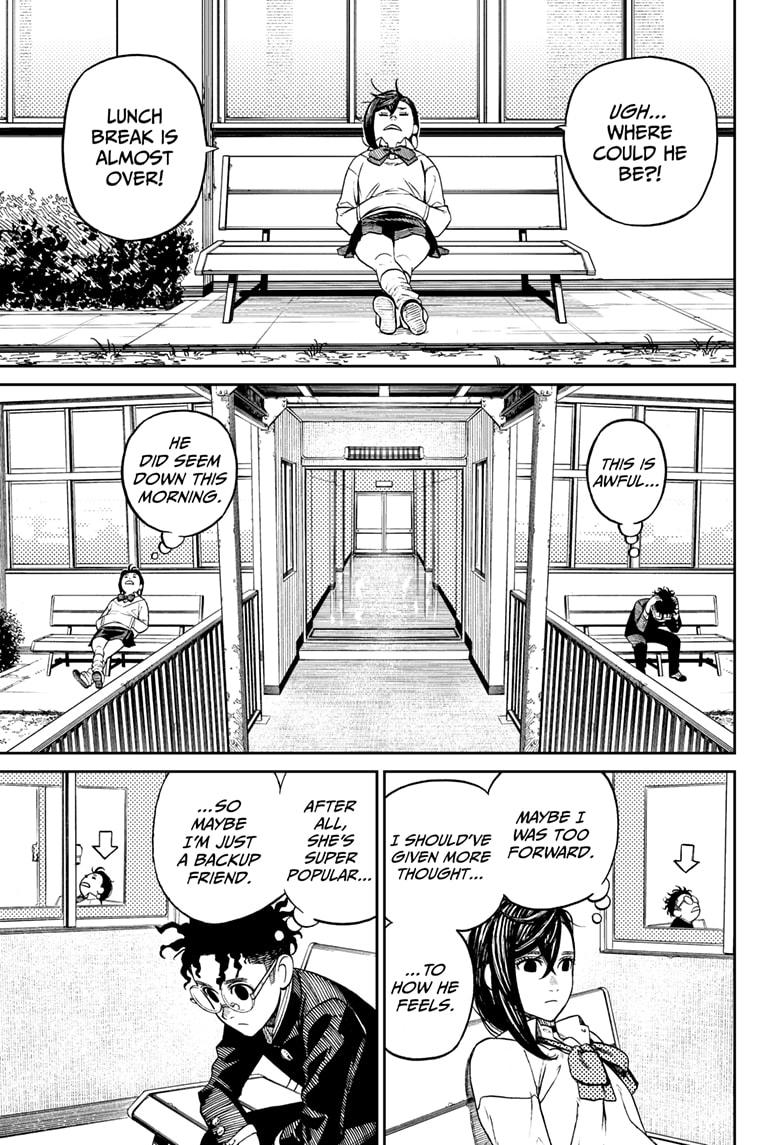 UGH...
WHERE
COULD HE
BE?!
LUNCH
BREAK IS
ALMOST
OVER!
THIS IS
AWFUL...
HE
DID SEEM
DOWN THIS
MORNING.
MAYBE I
WAS TOO
FORWARD.
I SHOULD'VE
GIVEN MORE
THOUGHT...
...TO
HOW HE
FEELS.
AFTER
ALL,
SHE'S
SUPER
POPULAR...
...SO
MAYBE
I'M JUST
A BACKUP
FRIEND.